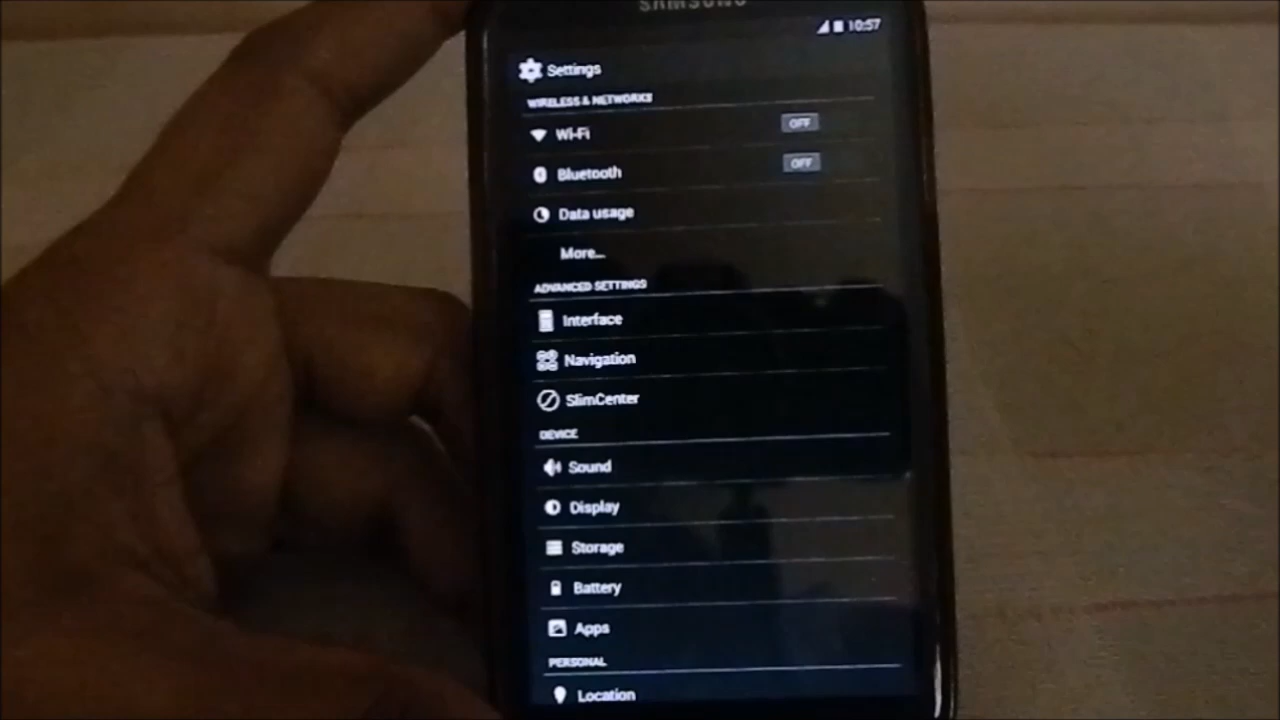 SAMSUNG
10:57
Settings
WIRELESS & NETWORKS
Wi-Fi OFF
Bluetooth OFF
Data usage
More...
ADVANCED SETTINGS
Interface
Navigation
SlimCenter
DEVICE
Sound
Display
Storage
Battery
Apps
PERSONAL
Location